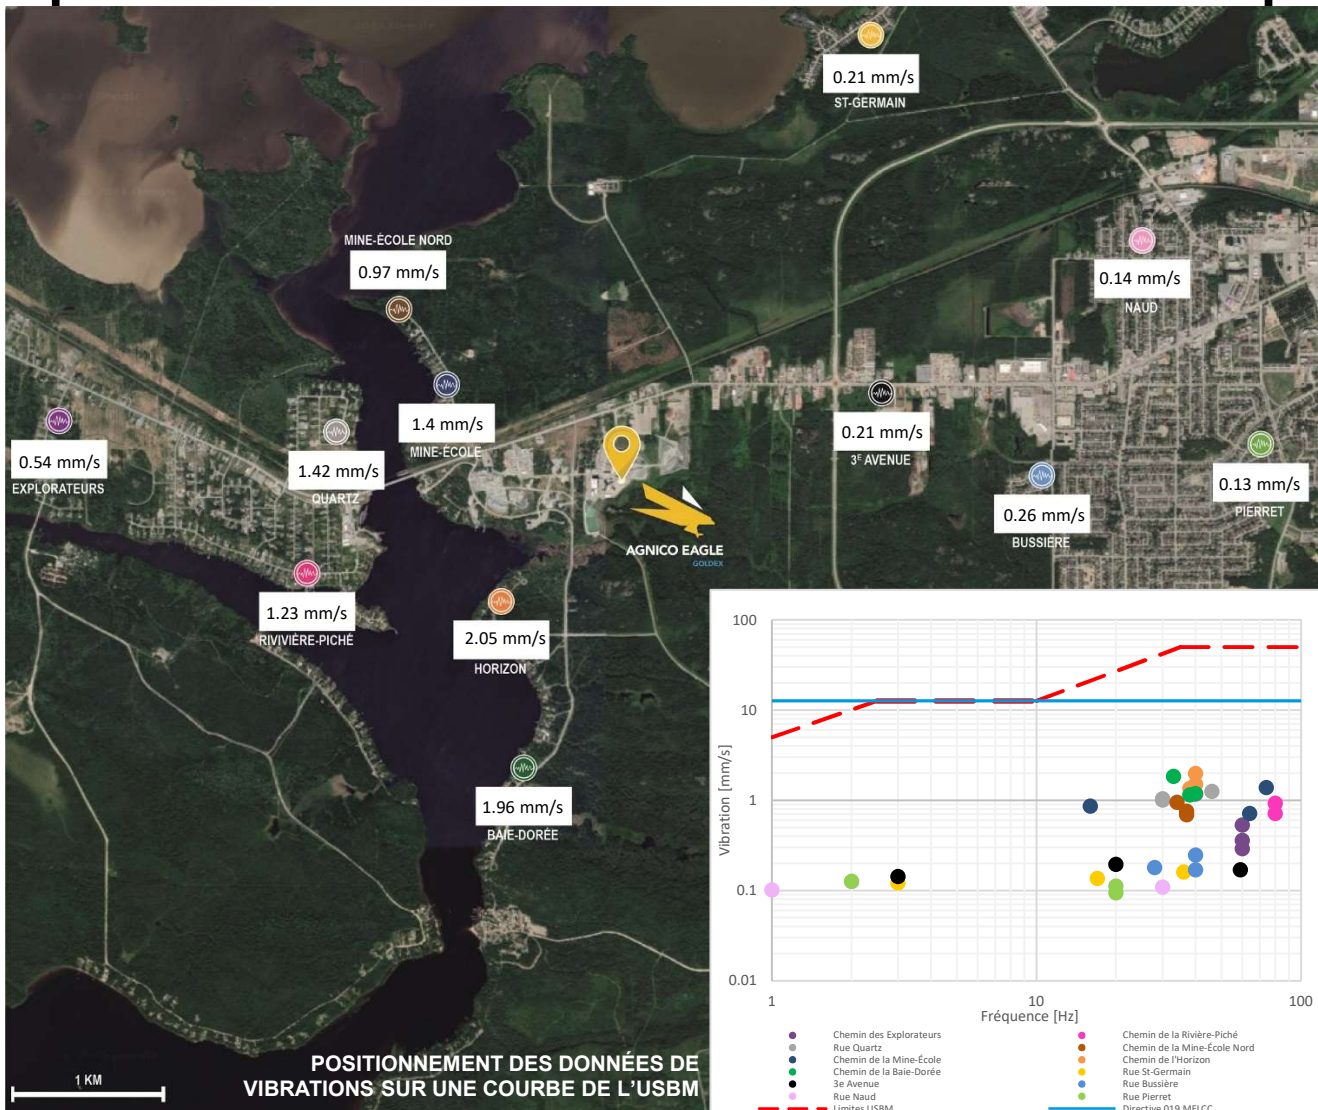 0.21 mm/s
ST-GERMAIN
MINE-ÉCOLE NORD
0.97 mm/s
0.14 mm/s
NAUD
1.4 mm/s
MINE-ÉCOLE
0.54 mm/s
EXPLORATEURS
1.42 mm/s
QUARTZ
0.21 mm/s
3E AVENUE
0.13 mm/s
PIERRET
0.26 mm/s
BUSSIÈRE
AGNICO EAGLE
GOLDEX
1.23 mm/s
RIVIVIÈRE-PICHÉ
2.05 mm/s
HORIZON
1.96 mm/s
BAIE-DORÉE
1 KM
POSITIONNEMENT DES DONNÉES DE
VIBRATIONS SUR UNE COURBE DE L'USBM
100
10
1
0.1
0.01
Vibration [mm/s]
1 10 100
Fréquence [Hz]
Chemin des Explorateurs
Chemin de la Rivière-Piché
Rue Quartz
Chemin de la Mine-École Nord
Chemin de la Mine-École
Chemin de l'Horizon
Chemin de la Baie-Dorée
Rue St-Germain
3e Avenue
Rue Bussière
Rue Naud
Rue Pierret
Limites USBM
Directive 019 MELCC